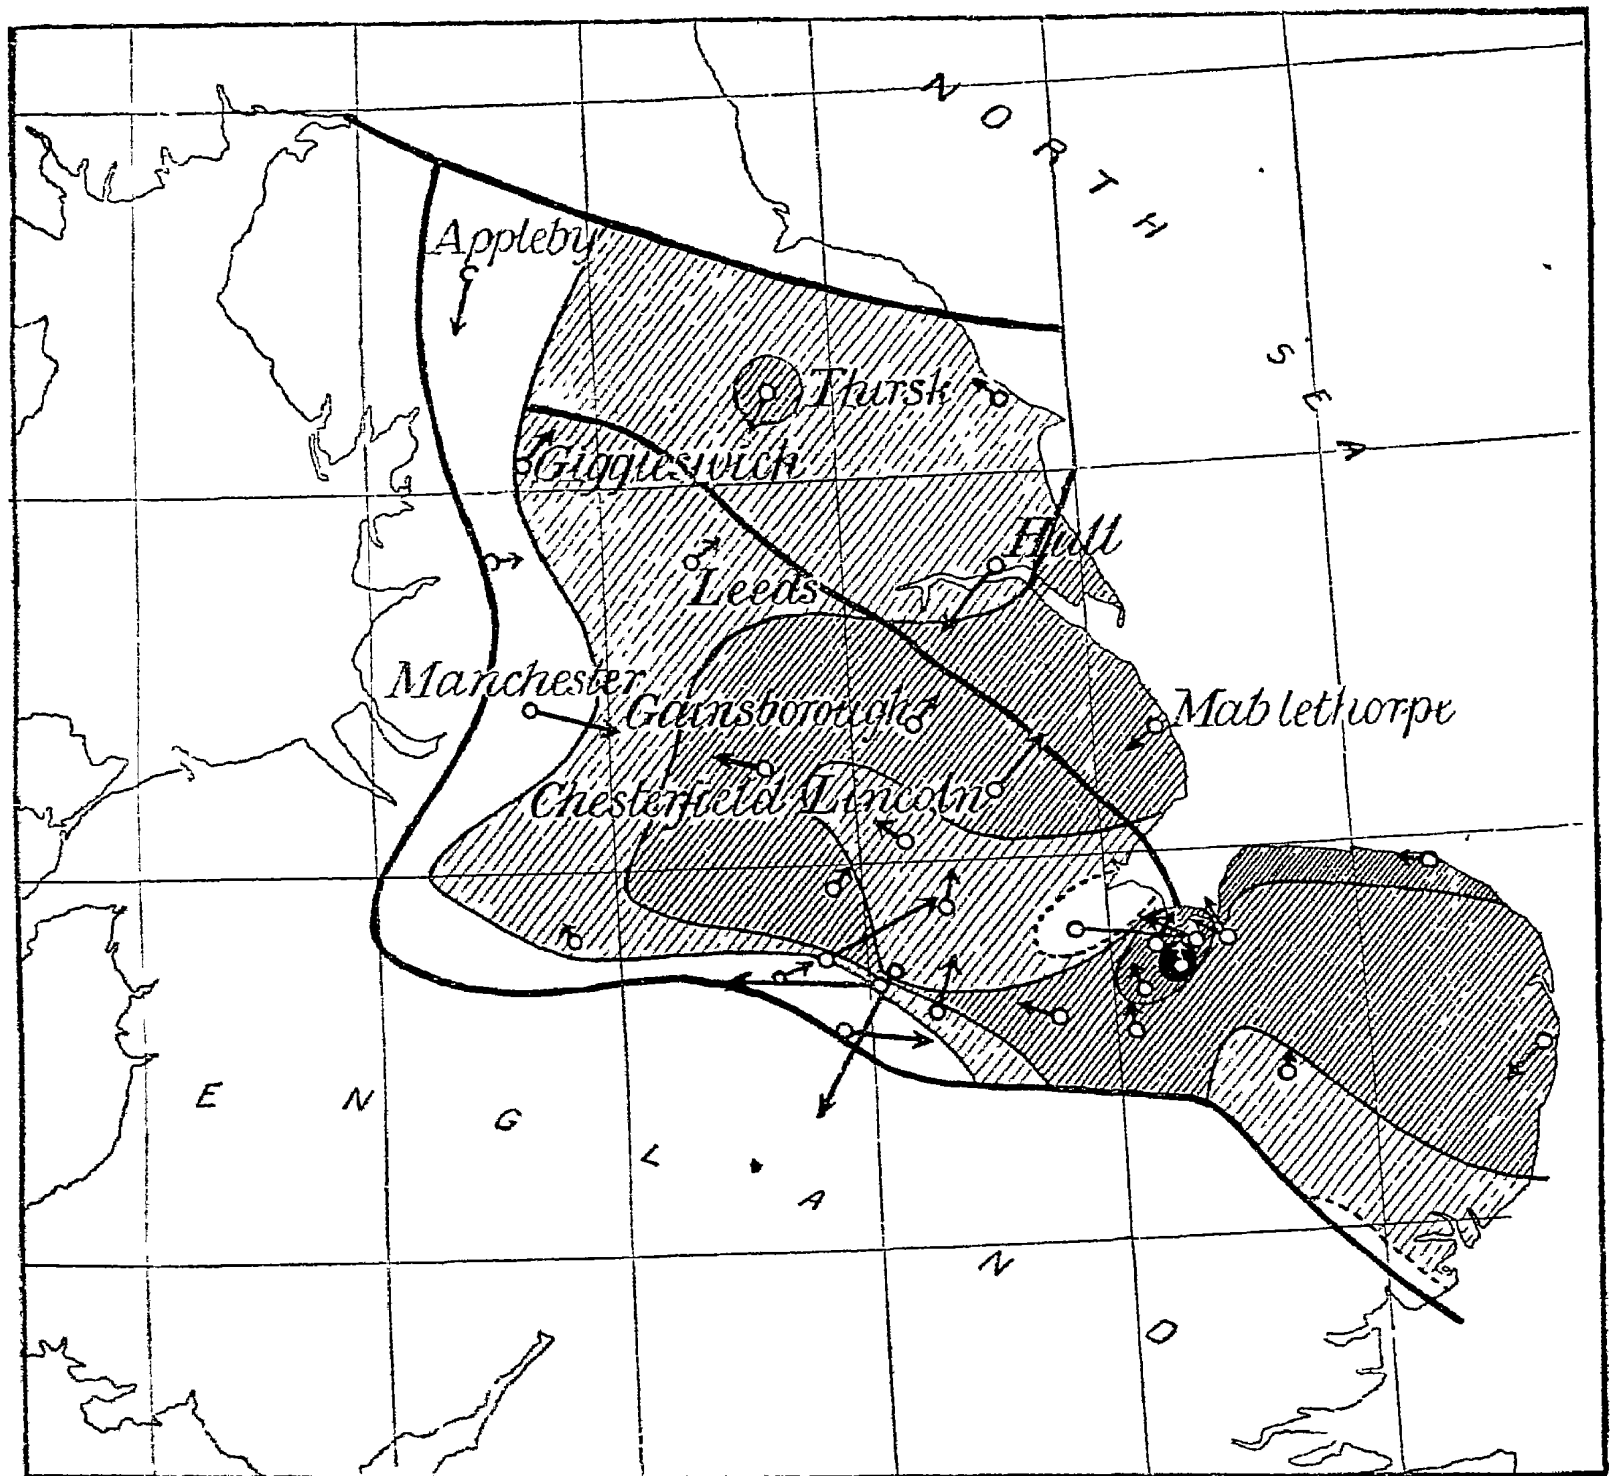 NORTH
SEA
Appleby
Thirsk
Giggleswick
Hull
Leeds
Manchester
Gainsborough
Mablethorpe
Chesterfield
Lincoln
ENGLAND